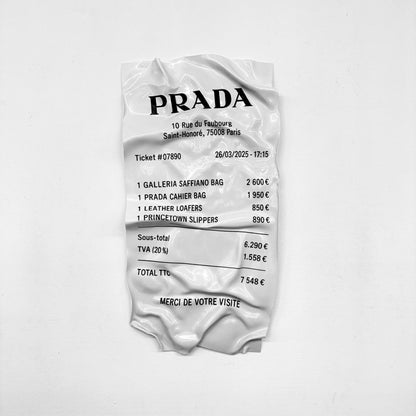 PRADA
10 Rue du Faubourg
Saint-Honoré, 75008 Paris
Ticket #07890 26/03/2025 - 17:15
1 GALLERIA SAFFIANO BAG 2 600 €
1 PRADA CAHIER BAG 1 950 €
1 LEATHER LOAFERS 850 €
1 PRINCETOWN SLIPPERS 890 €
Sous-total 6.290 €
TVA (20%) 1.558 €
TOTAL TTC 7 548 €
MERCI DE VOTRE VISITE